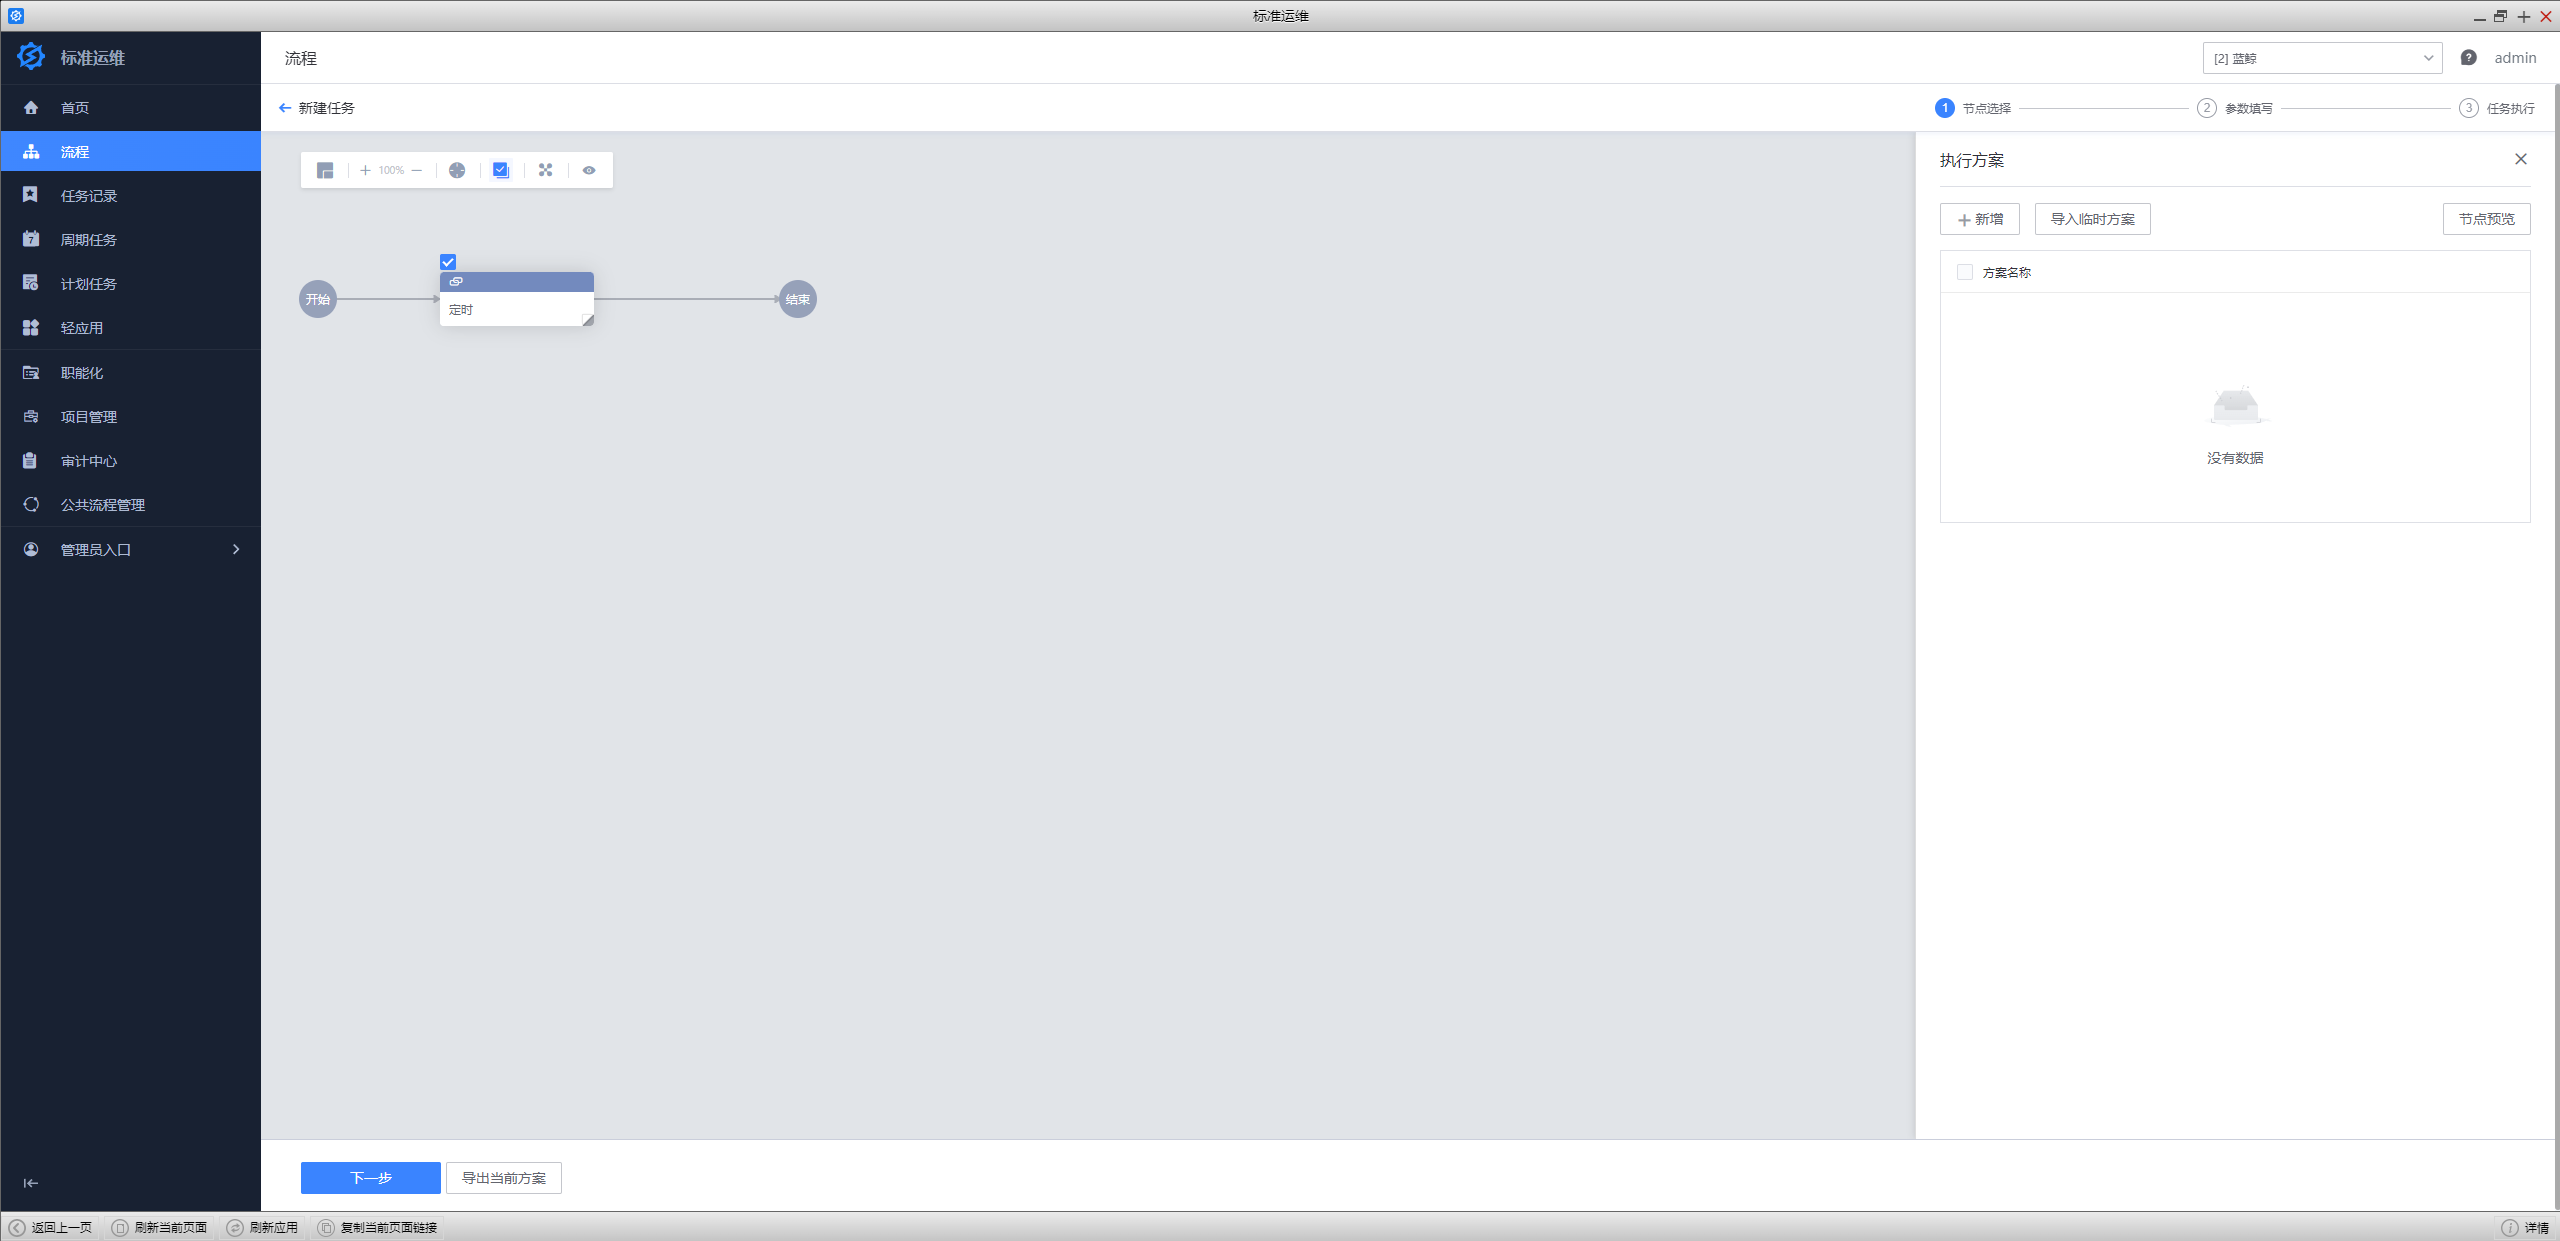 标准运维
标准运维
首页
流程
任务记录
周期任务
计划任务
轻应用
职能化
项目管理
审计中心
公共流程管理
管理员入口
流程
[2] 蓝鲸
admin
新建任务
1 节点选择
2 参数填写
3 任务执行
100%
开始
定时
结束
执行方案
新增
导入临时方案
节点预览
方案名称
没有数据
下一步
导出当前方案
返回上一页
刷新当前页面
刷新应用
复制当前页面链接
详情